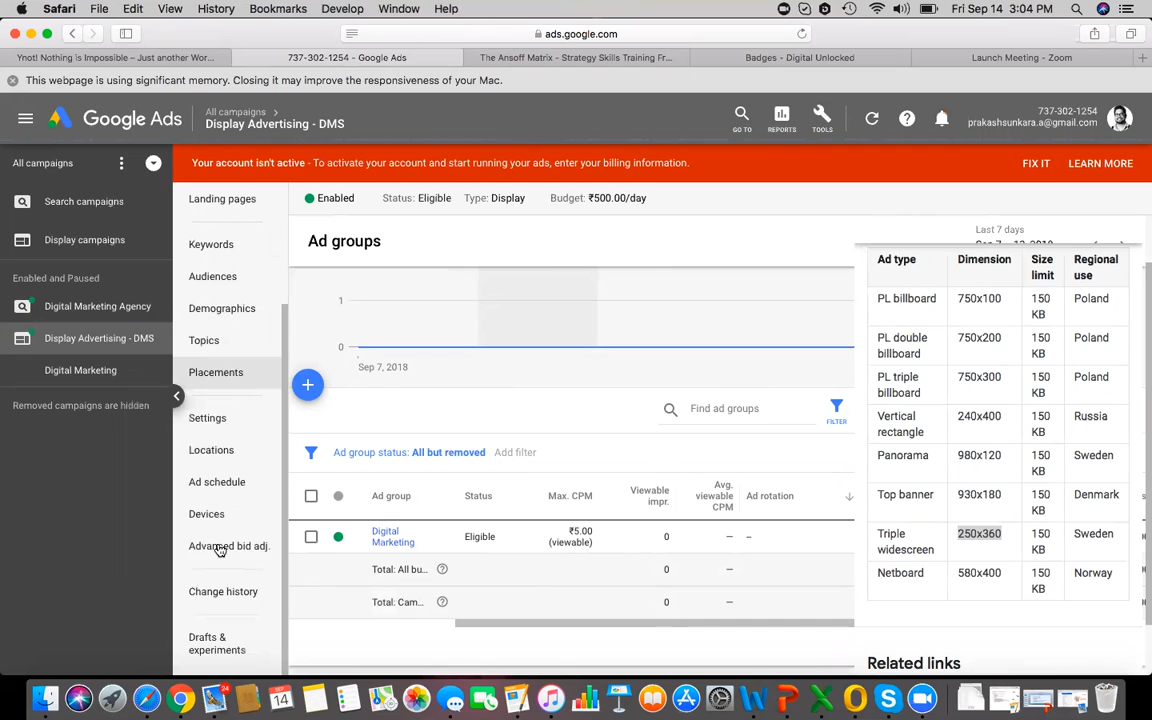 Safari File Edit View History Bookmarks Develop Window Help Fri Sep 14 3:04 PM
ads.google.com
Ynot! Nothing is Impossible – Just another Wor... 737-302-1254 - Google Ads The Ansoff Matrix - Strategy Skills Training Fr... Badges - Digital Unlocked Launch Meeting - Zoom
This webpage is using significant memory. Closing it may improve the responsiveness of your Mac.
Google Ads
All campaigns
Display Advertising - DMS
GO TO REPORTS TOOLS
737-302-1254
prakashsunkara.a@gmail.com
Your account isn't active - To activate your account and start running your ads, enter your billing information. FIX IT LEARN MORE
All campaigns
Search campaigns
Display campaigns
Enabled and Paused
Digital Marketing Agency
Display Advertising - DMS
Digital Marketing
Removed campaigns are hidden
Landing pages
Keywords
Audiences
Demographics
Topics
Placements
Settings
Locations
Ad schedule
Devices
Advanced bid adj.
Change history
Drafts &
experiments
Enabled Status: Eligible Type: Display Budget: ₹500.00/day
Ad groups
Last 7 days
1
0
Sep 7, 2018
Find ad groups
FILTER
Ad group status: All but removed Add filter
Ad group Status Max. CPM Viewable
impr. Avg.
viewable
CPM Ad rotation
Digital
Marketing Eligible ₹5.00
(viewable) 0 — –
Total: All bu... 0 —
Total: Cam... 0 —
Ad type Dimension Size
limit Regional
use
PL billboard 750x100 150
KB Poland
PL double
billboard 750x200 150
KB Poland
PL triple
billboard 750x300 150
KB Poland
Vertical
rectangle 240x400 150
KB Russia
Panorama 980x120 150
KB Sweden
Top banner 930x180 150
KB Denmark
Triple
widescreen 250x360 150
KB Sweden
Netboard 580x400 150
KB Norway
Related links